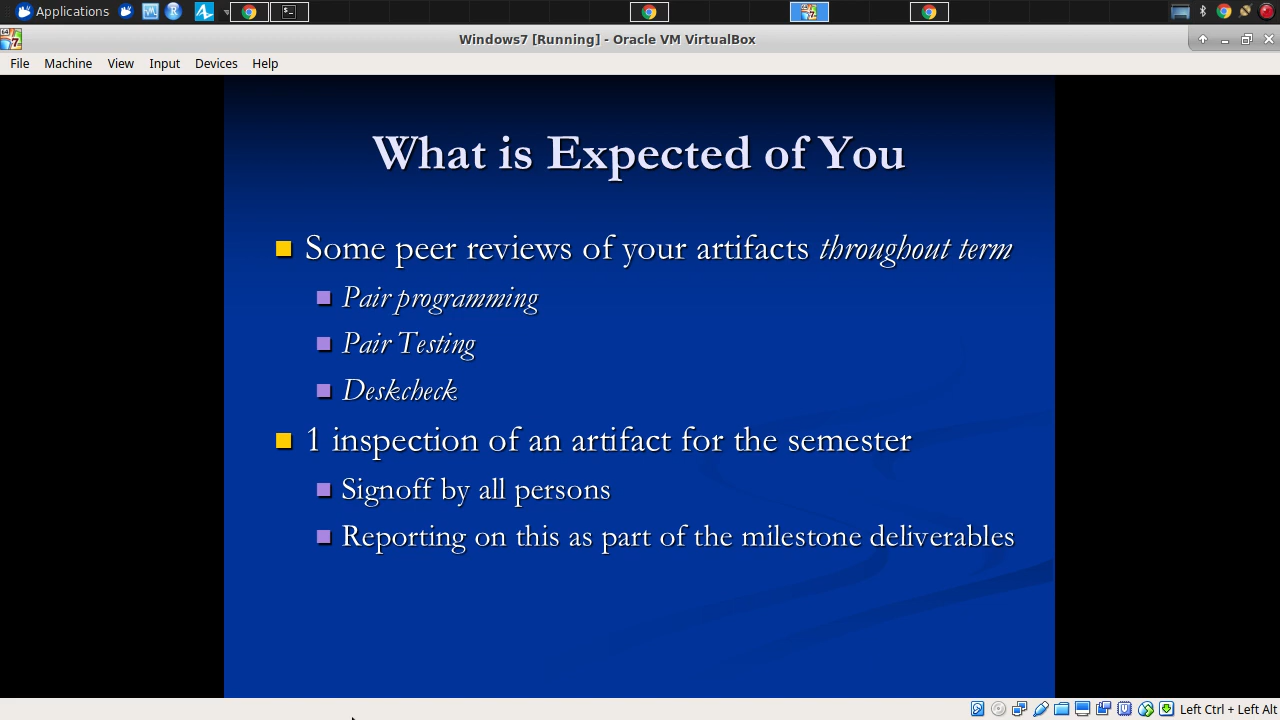 Applications
Windows7 [Running] - Oracle VM VirtualBox
File Machine View Input Devices Help
What is Expected of You
Some peer reviews of your artifacts throughout term
Pair programming
Pair Testing
Deskcheck
1 inspection of an artifact for the semester
Signoff by all persons
Reporting on this as part of the milestone deliverables
Left Ctrl + Left Alt